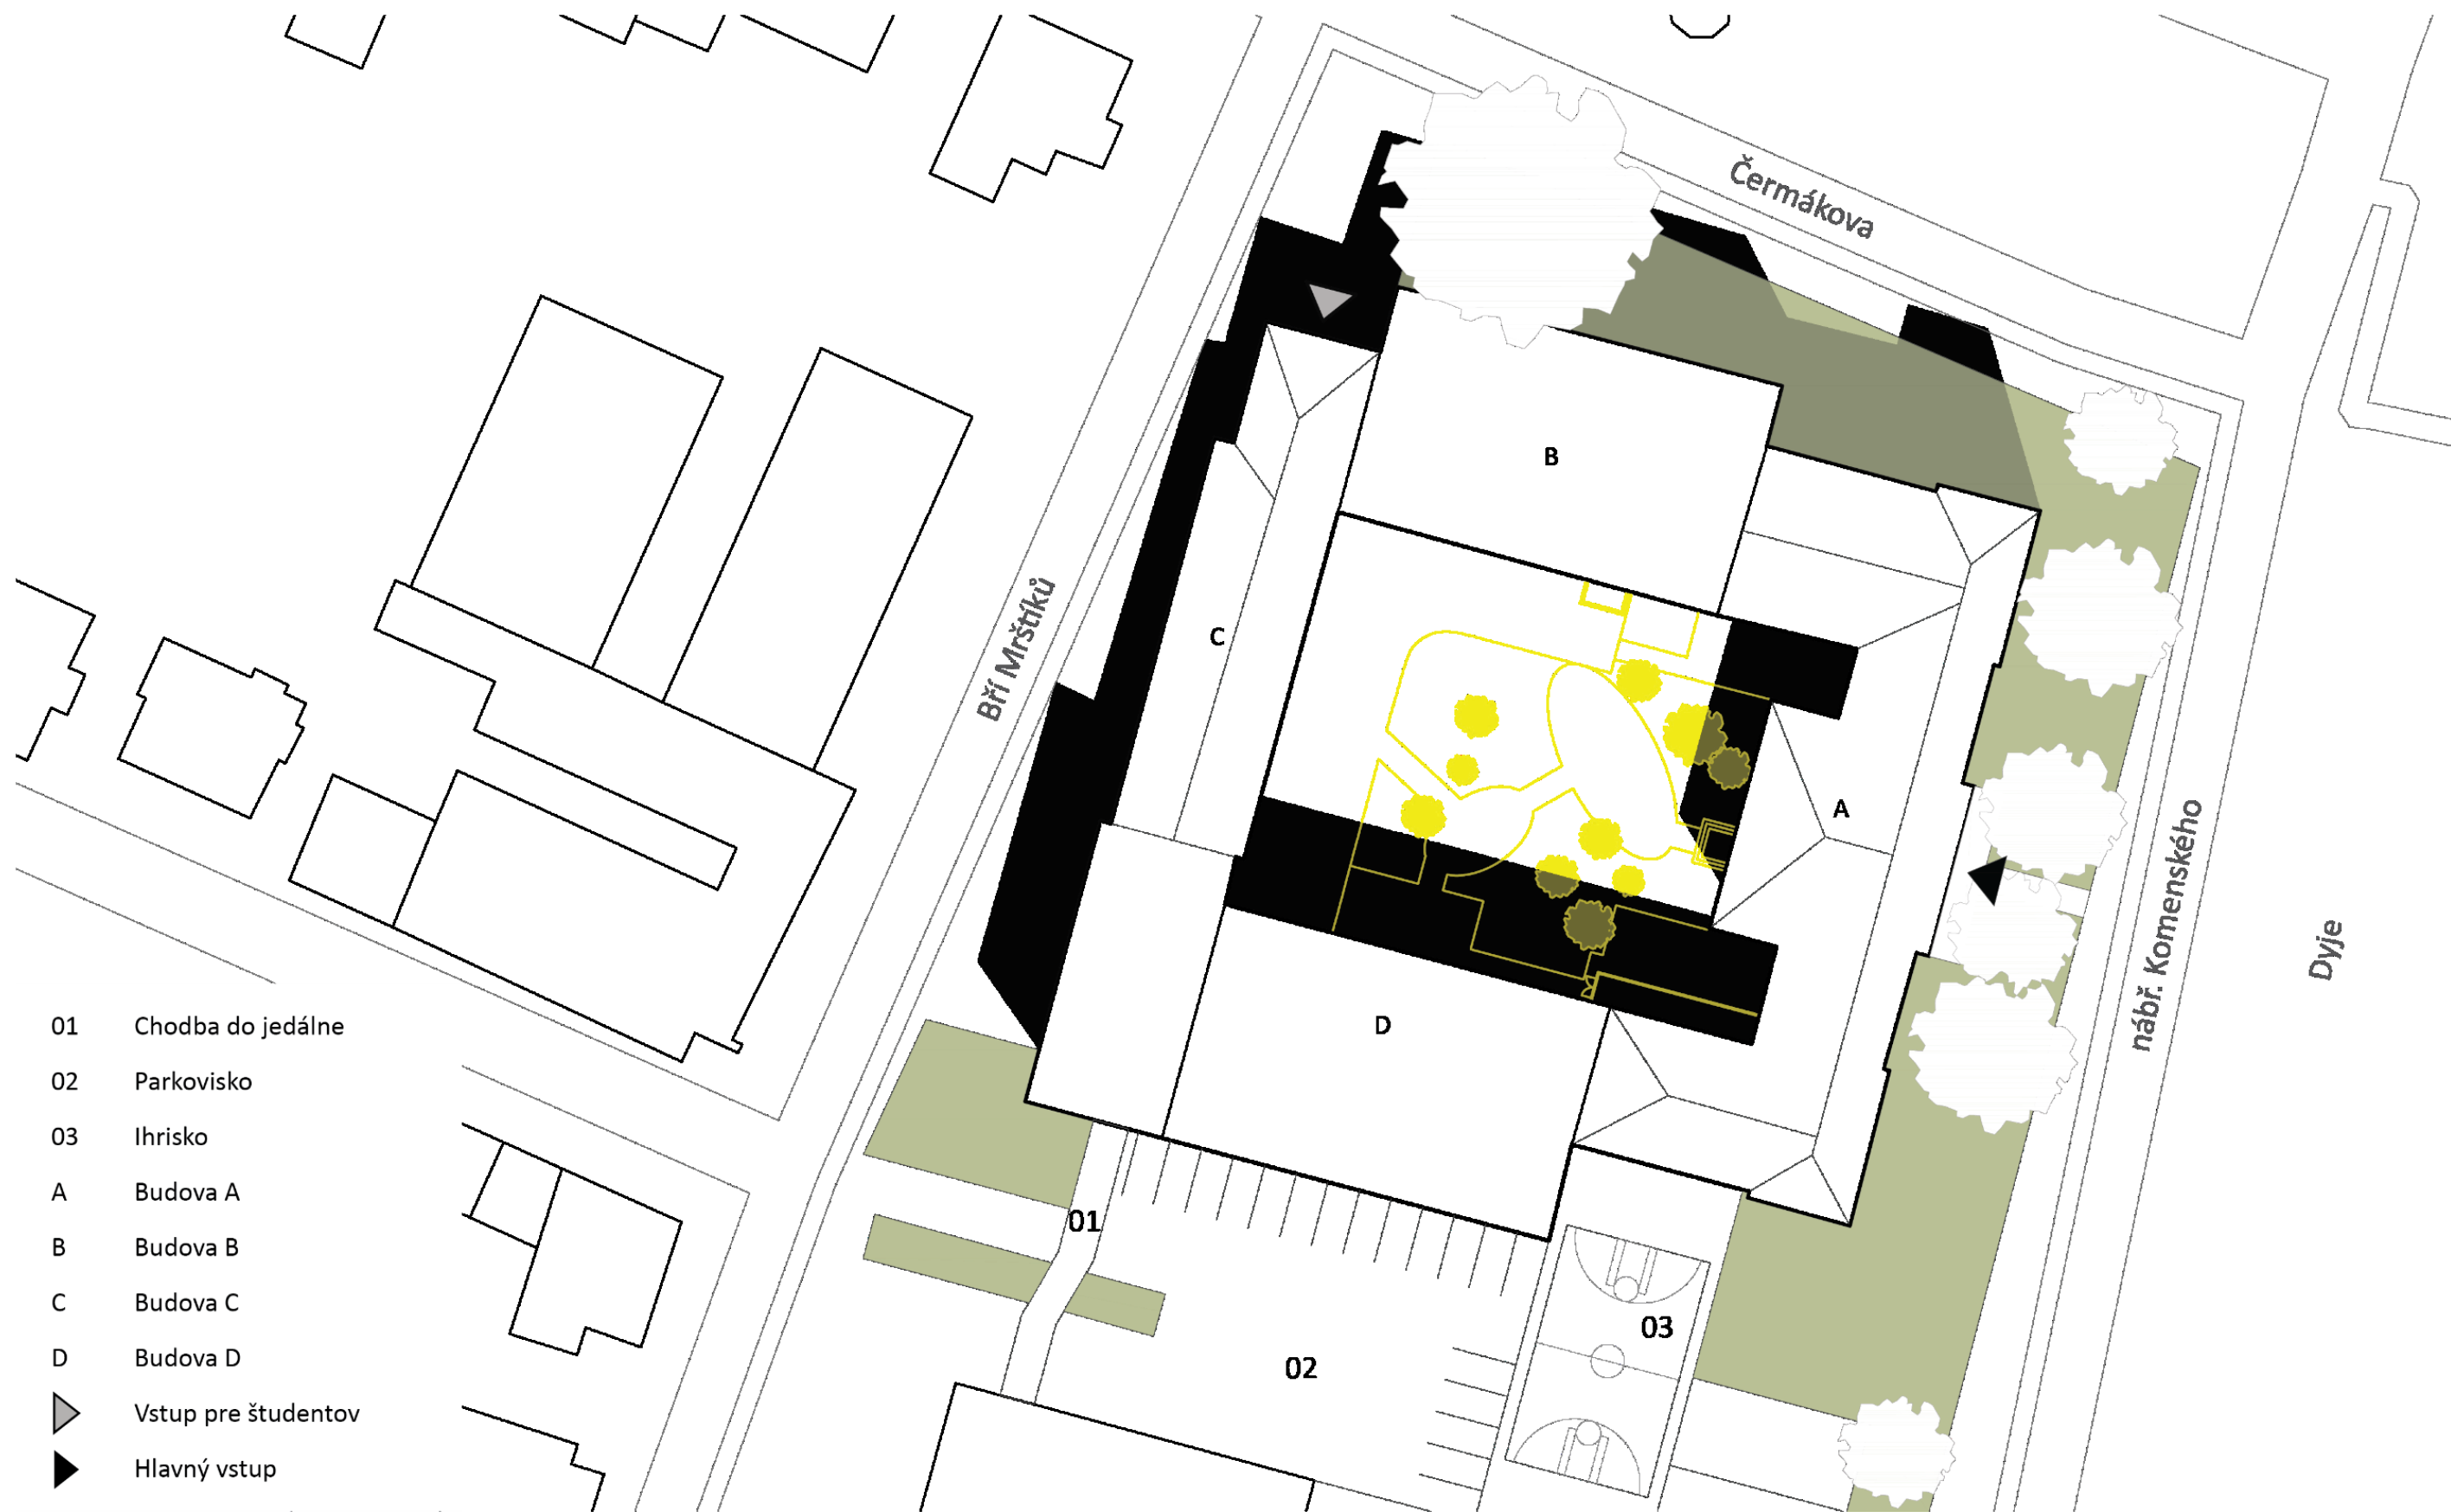 Čermákova
B
Bří Mrštíků
C
A
nábř. Komenského
Dyje
D
01
03
02
01 Chodba do jedálne
02 Parkovisko
03 Ihrisko
A Budova A
B Budova B
C Budova C
D Budova D
Vstup pre študentov
Hlavný vstup